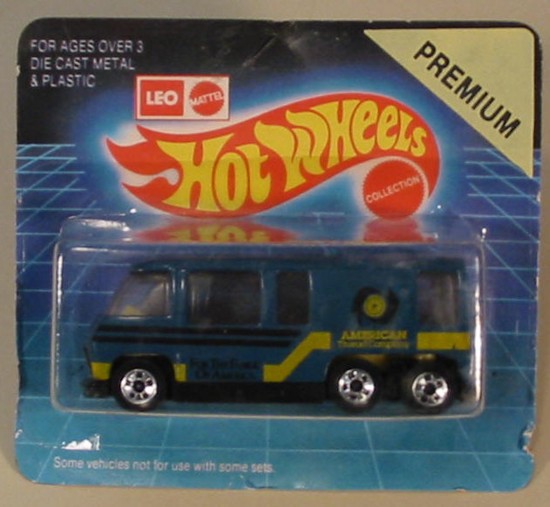 FOR AGES OVER 3
DIE CAST METAL
& PLASTIC
PREMIUM
LEO MATTEL
HOT WHEELS
COLLECTION
AMERICAN
Some vehicles not for use with some sets.